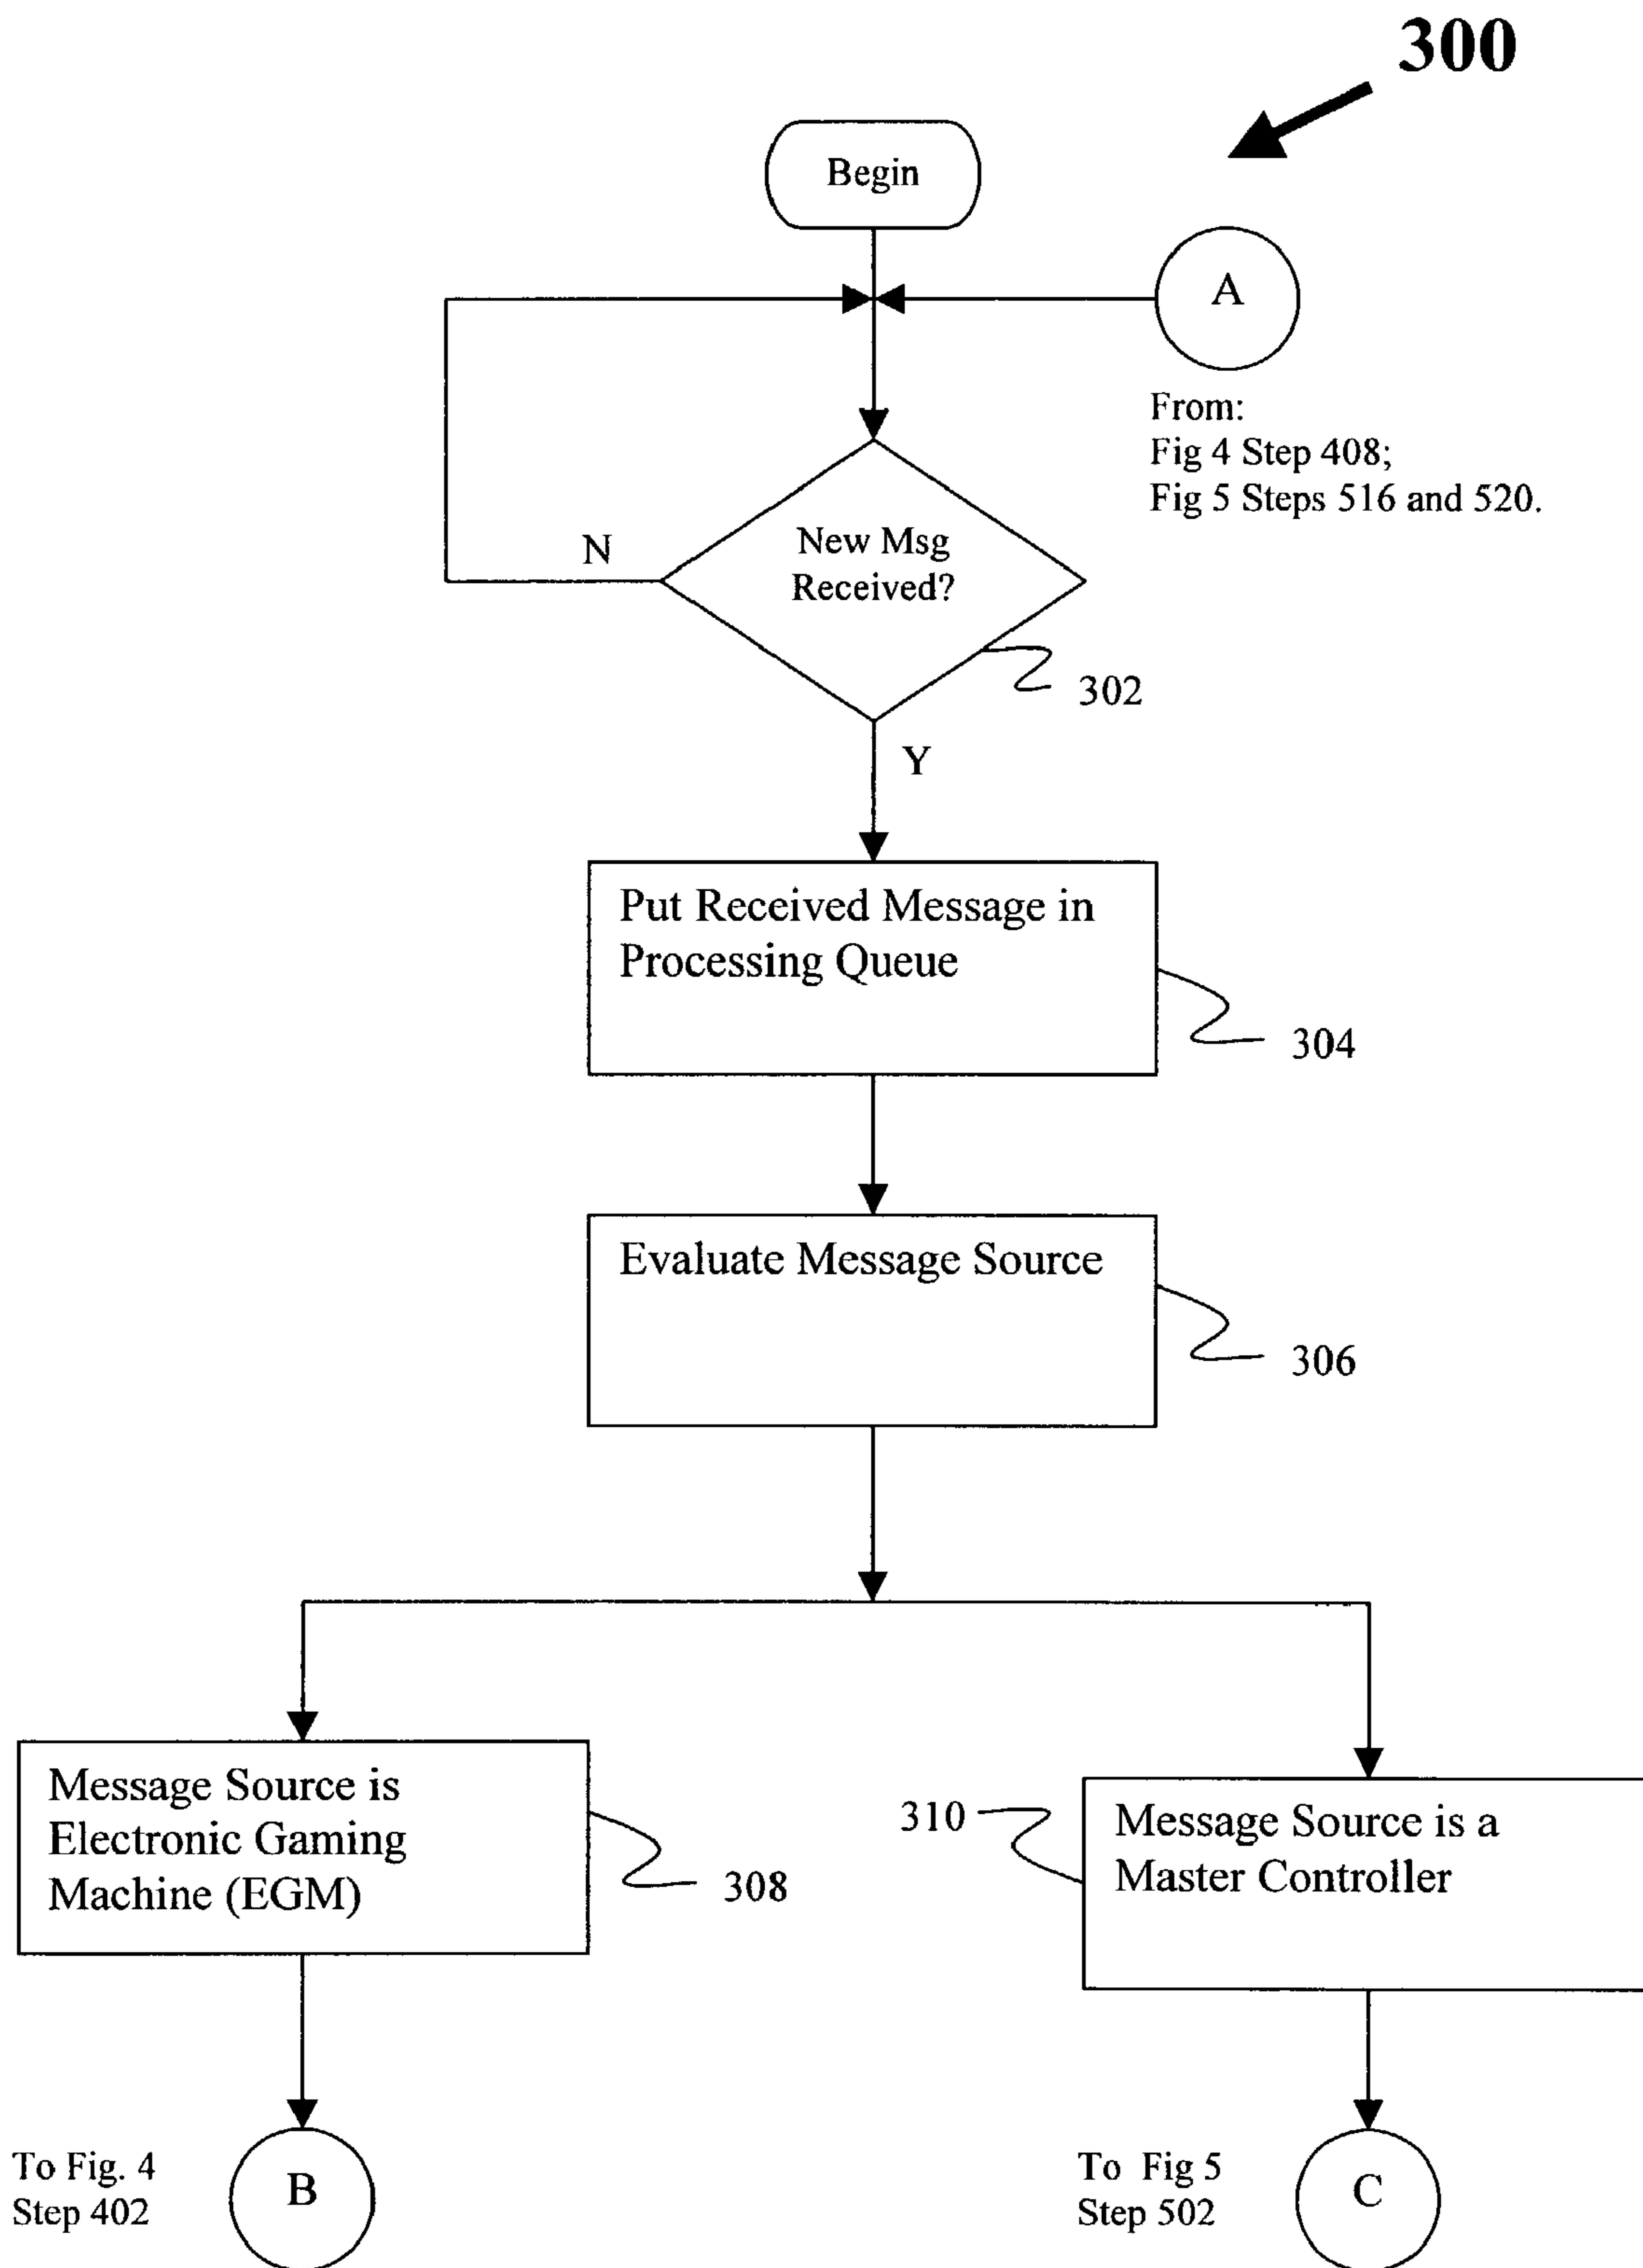 300
Begin
A
From:
Fig 4 Step 408;
Fig 5 Steps 516 and 520.
N
New Msg
Received?
302
Y
Put Received Message in
Processing Queue
304
Evaluate Message Source
306
Message Source is
Electronic Gaming
Machine (EGM)
308
310
Message Source is a
Master Controller
To Fig. 4
Step 402
B
To Fig 5
Step 502
C